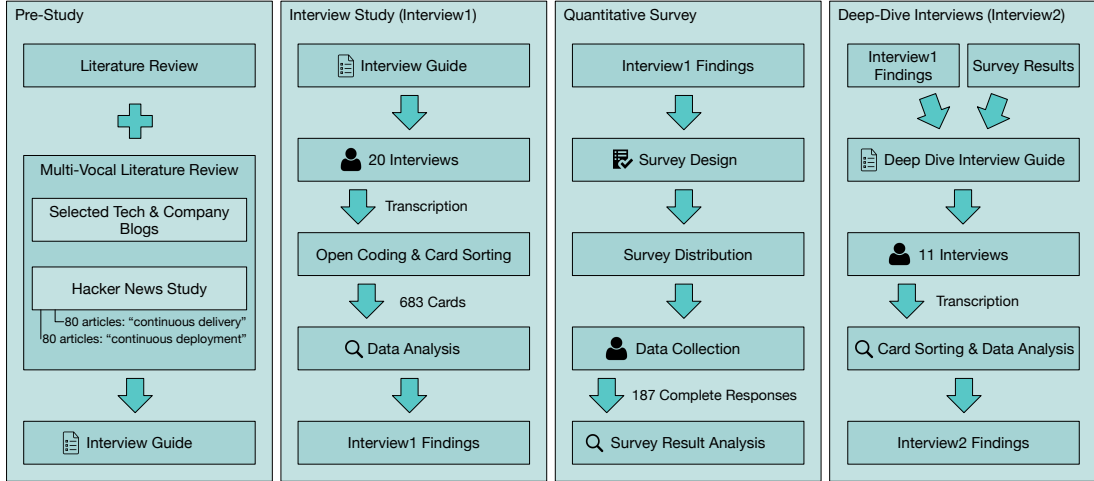 Pre-Study
Literature Review
Multi-Vocal Literature Review
Selected Tech & Company
Blogs
Hacker News Study
80 articles: “continuous delivery”
80 articles: “continuous deployment”
Interview Guide
Interview Study (Interview1)
Interview Guide
20 Interviews
Transcription
Open Coding & Card Sorting
683 Cards
Data Analysis
Interview1 Findings
Quantitative Survey
Interview1 Findings
Survey Design
Survey Distribution
Data Collection
187 Complete Responses
Survey Result Analysis
Deep-Dive Interviews (Interview2)
Interview1
Findings
Survey Results
Deep Dive Interview Guide
11 Interviews
Transcription
Card Sorting & Data Analysis
Interview2 Findings